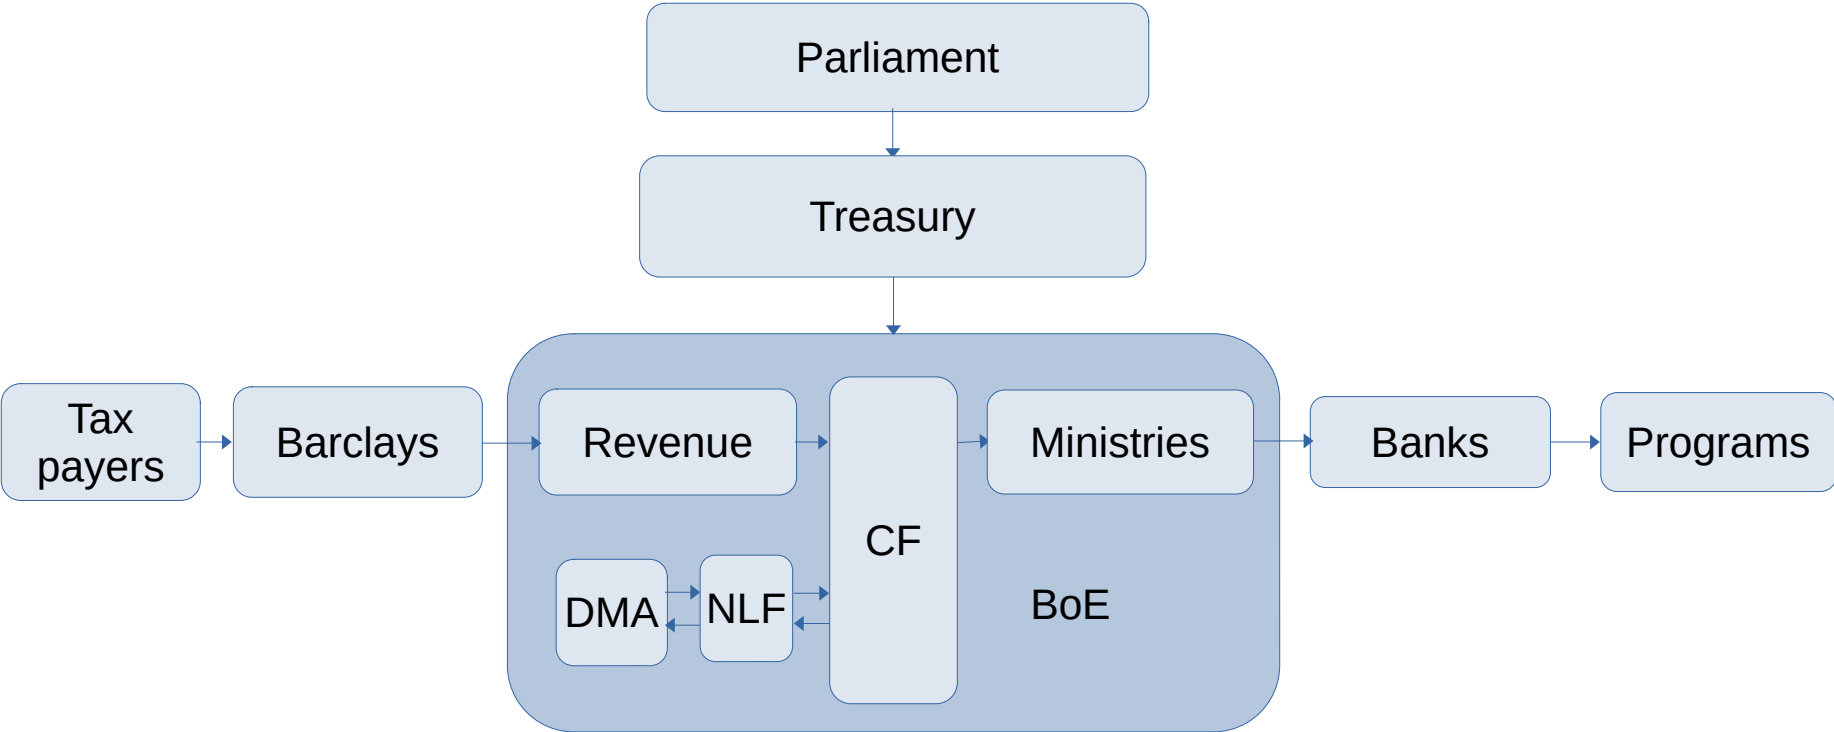 Parliament
Treasury
Tax
payers
Barclays
Revenue
CF
Ministries
Banks
Programs
DMA
NLF
BoE